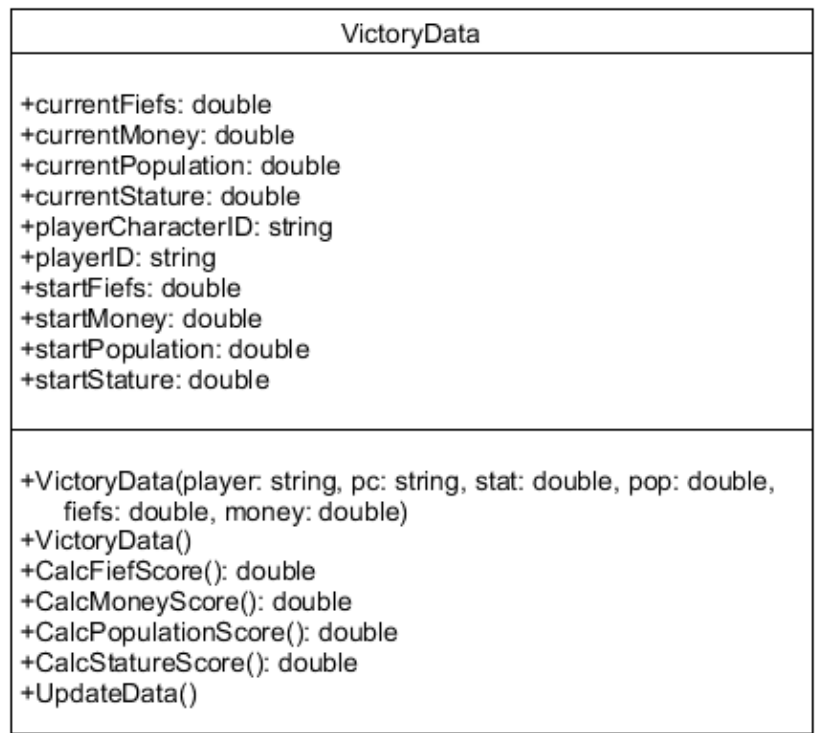 VictoryData
+currentFiefs: double
+currentMoney: double
+currentPopulation: double
+currentStature: double
+playerCharacterID: string
+playerID: string
+startFiefs: double
+startMoney: double
+startPopulation: double
+startStature: double
+VictoryData(player: string, pc: string, stat: double, pop: double,
fiefs: double, money: double)
+VictoryData()
+CalcFiefScore(): double
+CalcMoneyScore(): double
+CalcPopulationScore(): double
+CalcStatureScore(): double
+UpdateData()